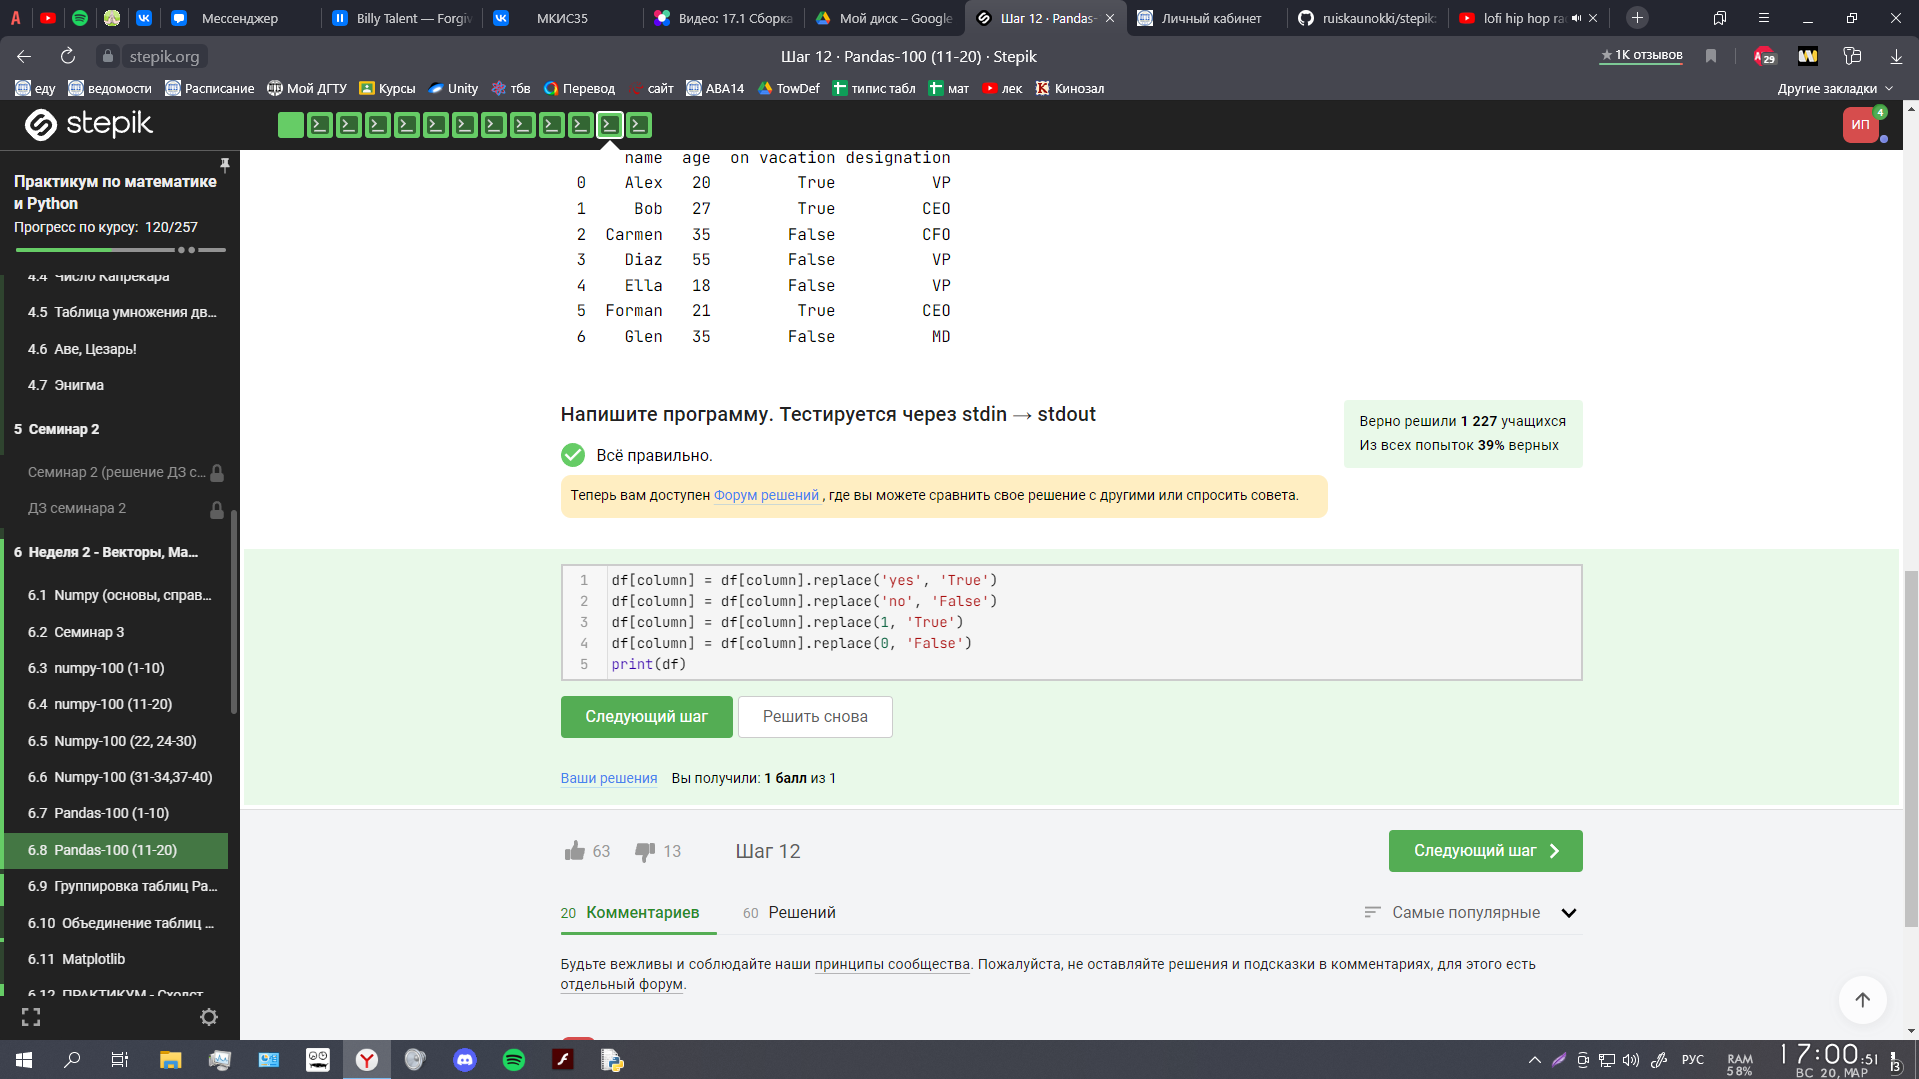 Мессенджер
Billy Talent — Forgiv
МКИС35
Видео: 17.1 Сборка
Мой диск – Google
Шаг 12 · Pandas-
Личный кабинет
ruiskaunokki/stepik
lofi hip hop ra
stepik.org
Шаг 12 · Pandas-100 (11-20) · Stepik
★ 1К отзывов
29
еду
ведомости
Расписание
Мой ДГТУ
Курсы
Unity
тбв
Перевод
сайт
АВА14
TowDef
типис табл
мат
лек
Кинозал
Другие закладки
stepik
ИП
4
Практикум по математике
и Python
Прогресс по курсу: 120/257
4.4 Число Капрекара
4.5 Таблица умножения дв...
4.6 Аве, Цезарь!
4.7 Энигма
5 Семинар 2
Семинар 2 (решение ДЗ с...
ДЗ семинара 2
6 Неделя 2 - Векторы, Ма...
6.1 Numpy (основы, справ...
6.2 Семинар 3
6.3 numpy-100 (1-10)
6.4 numpy-100 (11-20)
6.5 Numpy-100 (22, 24-30)
6.6 Numpy-100 (31-34,37-40)
6.7 Pandas-100 (1-10)
6.8 Pandas-100 (11-20)
6.9 Группировка таблиц Pa...
6.10 Объединение таблиц ...
6.11 Matplotlib
6.12 ПРАКТИКУМ - Сходст
name age on vacation designation
0 Alex 20 True VP
1 Bob 27 True CEO
2 Carmen 35 False CFO
3 Diaz 55 False VP
4 Ella 18 False VP
5 Forman 21 True CEO
6 Glen 35 False MD
Напишите программу. Тестируется через stdin → stdout
Верно решили 1 227 учащихся
Из всех попыток 39% верных
Всё правильно.
Теперь вам доступен Форум решений , где вы можете сравнить свое решение с другими или спросить совета.
1 df[column] = df[column].replace('yes', 'True')
2 df[column] = df[column].replace('no', 'False')
3 df[column] = df[column].replace(1, 'True')
4 df[column] = df[column].replace(0, 'False')
5 print(df)
Следующий шаг
Решить снова
Ваши решения Вы получили: 1 балл из 1
63
13
Шаг 12
Следующий шаг
20 Комментариев
60 Решений
Самые популярные
Будьте вежливы и соблюдайте наши принципы сообщества. Пожалуйста, не оставляйте решения и подсказки в комментариях, для этого есть
отдельный форум.
РУС
RAM
58%
17:00:51
ВС 20, МАР